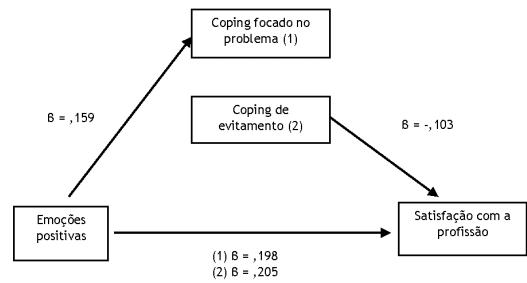 Coping focado no
problema (1)
ß = ,159
Coping de
evitamento (2)
ß = -,103
Emoções
positivas
Satisfação com a
profissão
(1) ß = ,198
(2) ß = ,205